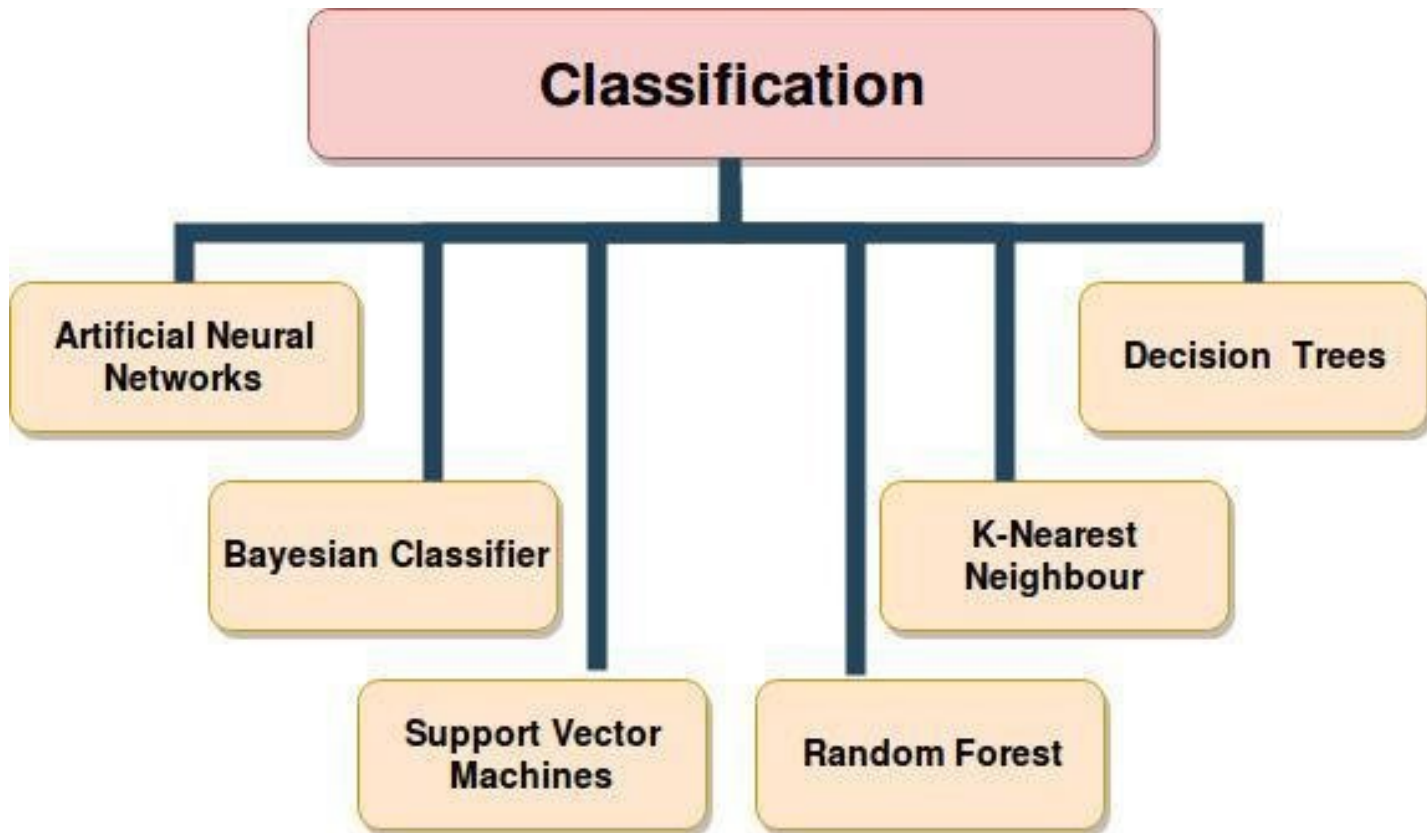 Classification
Artificial Neural
Networks
Decision Trees
Bayesian Classifier
K-Nearest
Neighbour
Support Vector
Machines
Random Forest